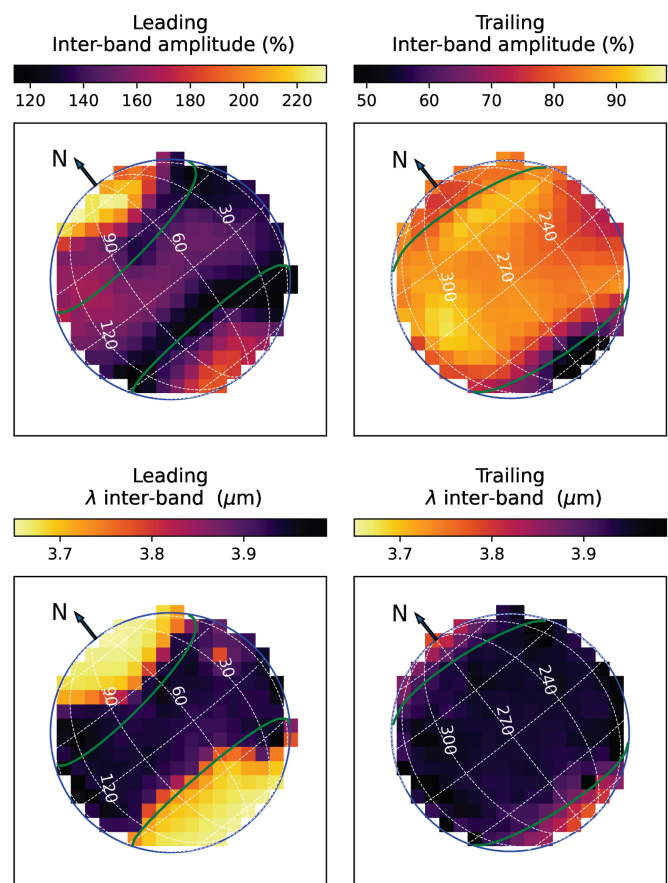 Leading
Inter-band amplitude (%)
120 140 160 180 200 220
Trailing
Inter-band amplitude (%)
50 60 70 80 90
N
30
60
90
120
N
240
270
300
Leading
λ inter-band (μm)
3.7 3.8 3.9
Trailing
λ inter-band (μm)
3.7 3.8 3.9
N
30
60
90
120
N
240
270
300